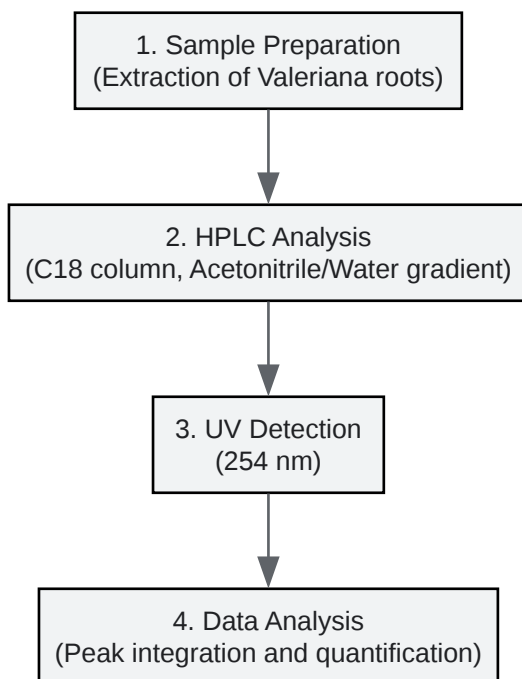 1. Sample Preparation
(Extraction of Valeriana roots)
2. HPLC Analysis
(C18 column, Acetonitrile/Water gradient)
3. UV Detection
(254 nm)
4. Data Analysis
(Peak integration and quantification)